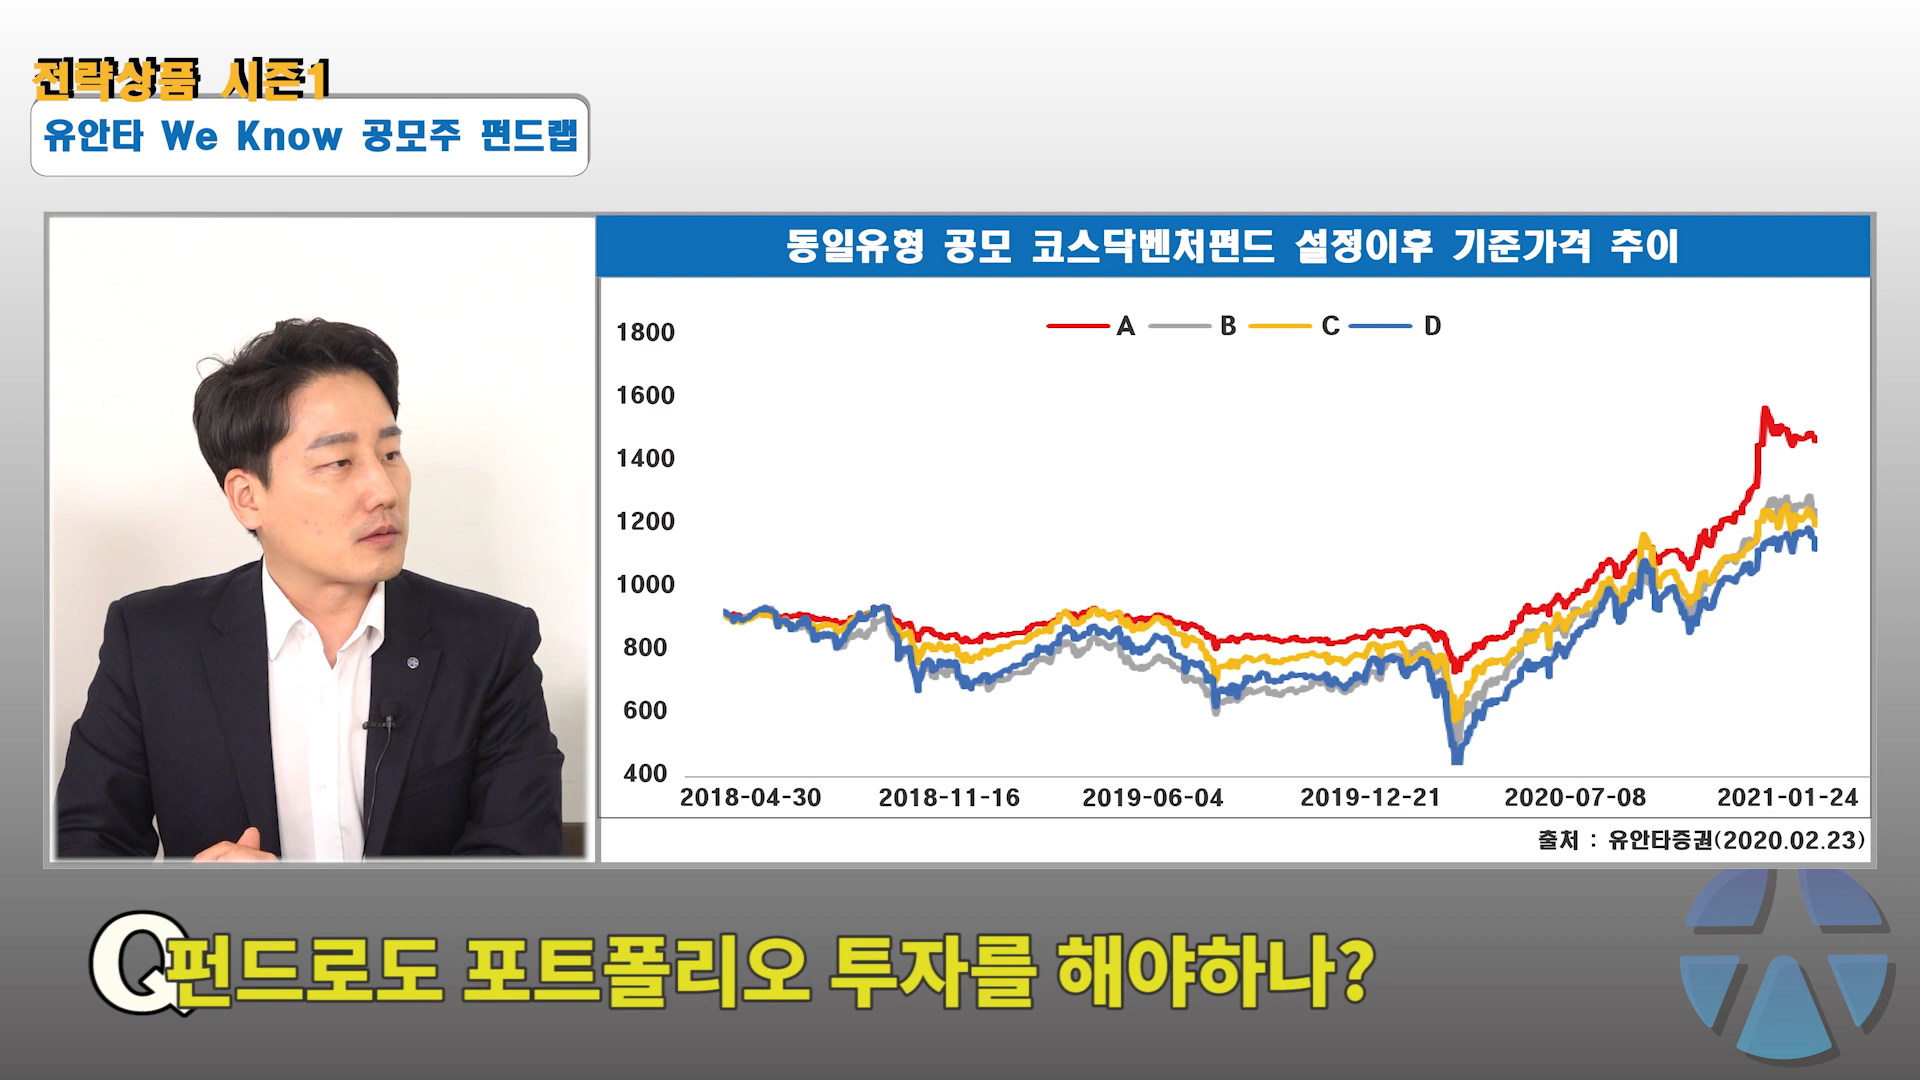 전략상품 시즌1
유안타 We Know 공모주 펀드랩
동일유형 공모 코스닥벤처펀드 설정이후 기준가격 추이
A B C D
1800
1600
1400
1200
1000
800
600
400
2018-04-30 2018-11-16 2019-06-04 2019-12-21 2020-07-08 2021-01-24
출처 : 유안타증권(2020.02.23)
Q 펀드로도 포트폴리오 투자를 해야하나?